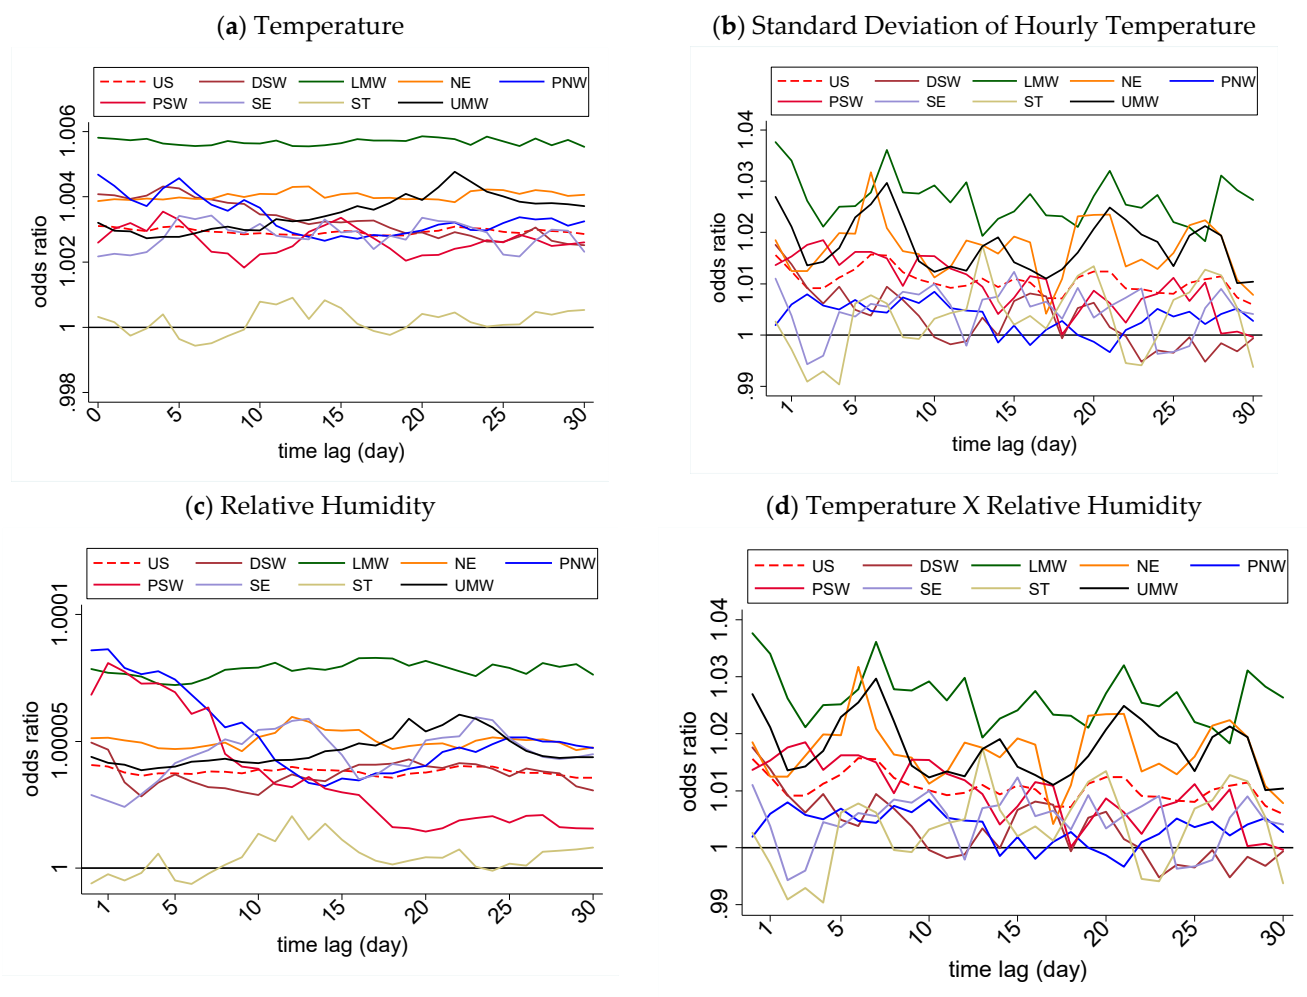 (a) Temperature
US DSW LMW NE PNW
PSW SE ST UMW
odds ratio
1.006
1.004
1.002
1
.998
0 5 10 15 20 25 30
time lag (day)
(b) Standard Deviation of Hourly Temperature
US DSW LMW NE PNW
PSW SE ST UMW
odds ratio
1.04
1.03
1.02
1.01
1
.99
1 5 10 15 20 25 30
time lag (day)
(c) Relative Humidity
US DSW LMW NE PNW
PSW SE ST UMW
odds ratio
1.0001
1.00005
1
1 5 10 15 20 25 30
time lag (day)
(d) Temperature X Relative Humidity
US DSW LMW NE PNW
PSW SE ST UMW
odds ratio
1.04
1.03
1.02
1.01
1
.99
1 5 10 15 20 25 30
time lag (day)